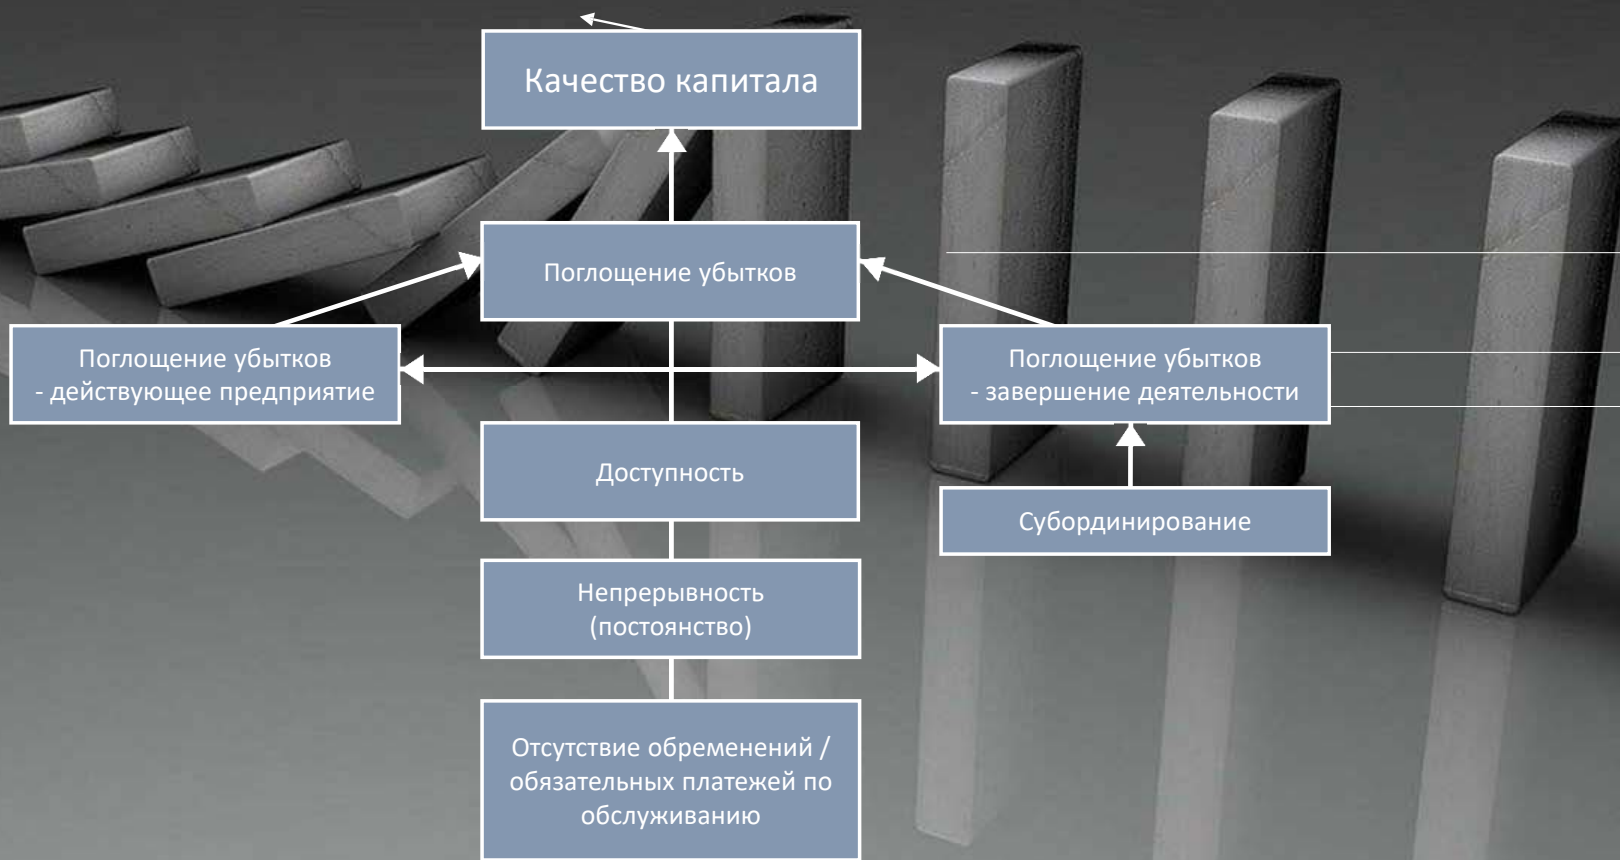 Качество капитала
Поглощение убытков
Поглощение убытков
- действующее предприятие
Поглощение убытков
- завершение деятельности
Доступность
Субординирование
Непрерывность
(постоянство)
Отсутствие обременений /
обязательных платежей по
обслуживанию